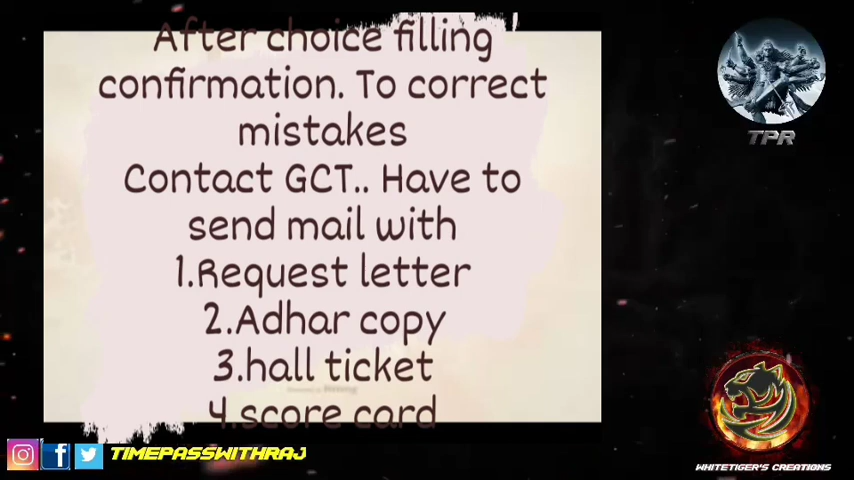 After choice filling
confirmation. To correct
mistakes
Contact GCT.. Have to
send mail with
1.Request letter
2.Adhar copy
3.hall ticket
4.score card
TPR
TIMEPASSWITHRAJ
WHITETIGER'S CREATIONS